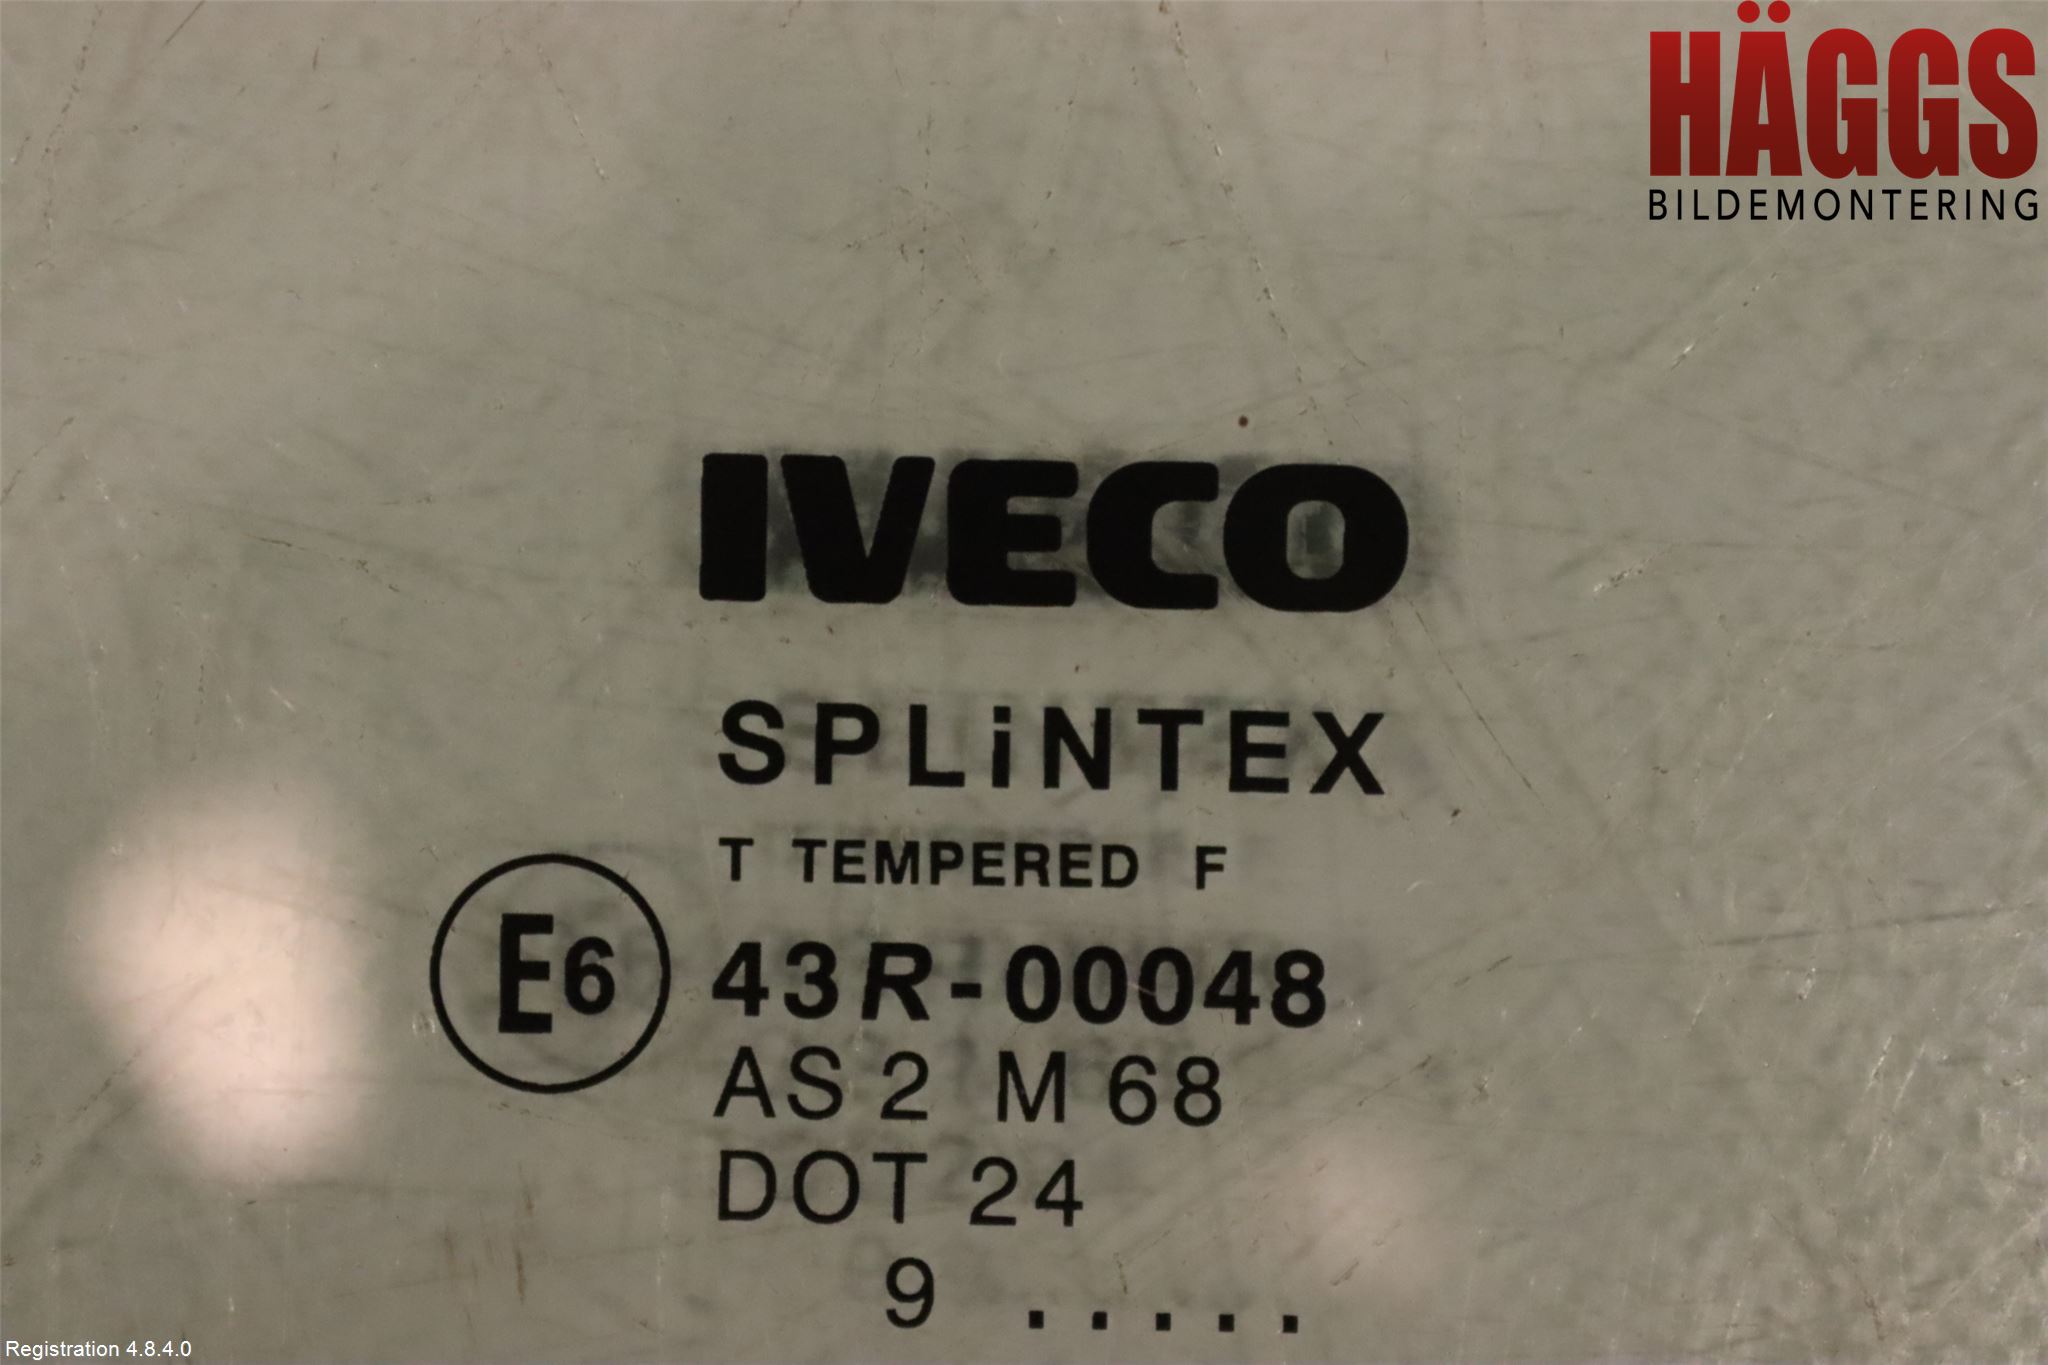 HÄGGS
BILDEMONTERING
IVECO
SPLiNTEX
T TEMPERED F
E6 43R-00048
AS 2 M 68
DOT 24
9 .....
Registration 4.8.4.0